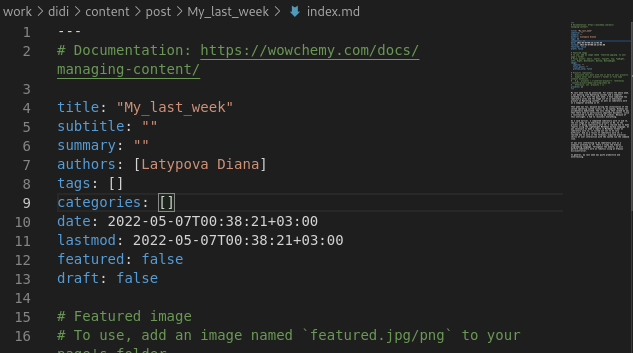 work > didi > content > post > My_last_week > index.md
1 ---
2 # Documentation: https://wowchemy.com/docs/
managing-content/
3
4 title: "My_last_week"
5 subtitle: ""
6 summary: ""
7 authors: [Latypova Diana]
8 tags: []
9 categories: []
10 date: 2022-05-07T00:38:21+03:00
11 lastmod: 2022-05-07T00:38:21+03:00
12 featured: false
13 draft: false
14
15 # Featured image
16 # To use, add an image named `featured.jpg/png` to your
page's folder